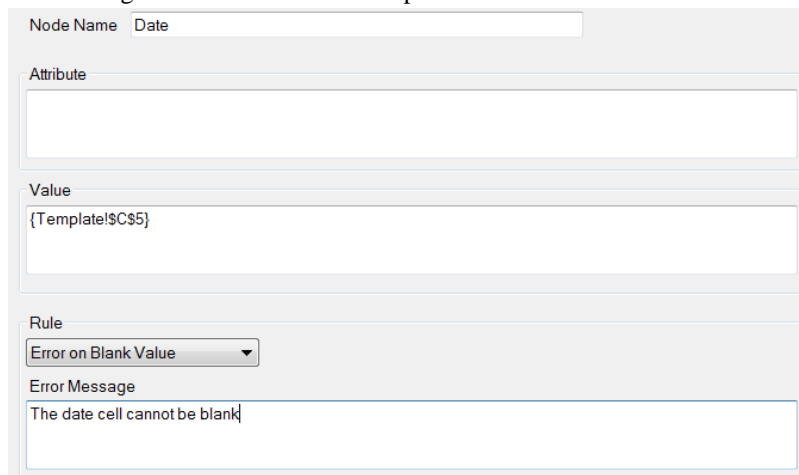 Node Name Date
Attribute
Value
{Template!$C$5}
Rule
Error on Blank Value
Error Message
The date cell cannot be blank